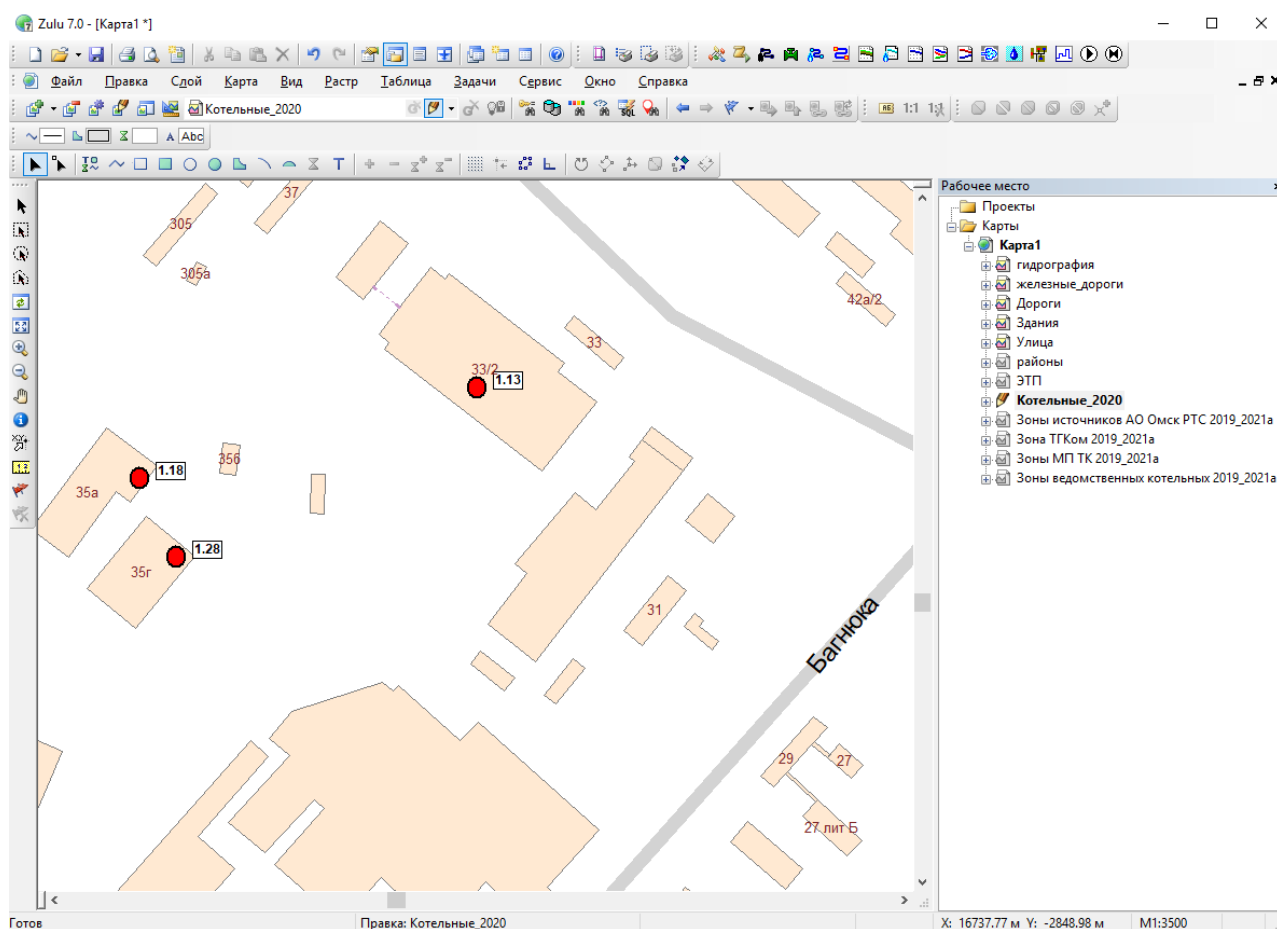 Zulu 7.0 - [Карта1 *]
Файл Правка Слой Карта Вид Растр Таблица Задачи Сервис Окно Справка
Котельные_2020
1:1
A Abc
Рабочее место
Проекты
Карты
Карта1
гидрография
железные_дороги
Дороги
Здания
Улица
районы
ЭТП
Котельные_2020
Зоны источников АО Омск РТС 2019_2021а
Зона ТГКом 2019_2021а
Зоны МП ТК 2019_2021а
Зоны ведомственных котельных 2019_2021а
37
305
305а
42а/2
33
33/2
1.13
35б
1.18
35а
1.28
35г
31
Багнюка
29
27
27 лит Б
Готов
Правка: Котельные_2020
X: 16737.77 м Y: -2848.98 м
М1:3500